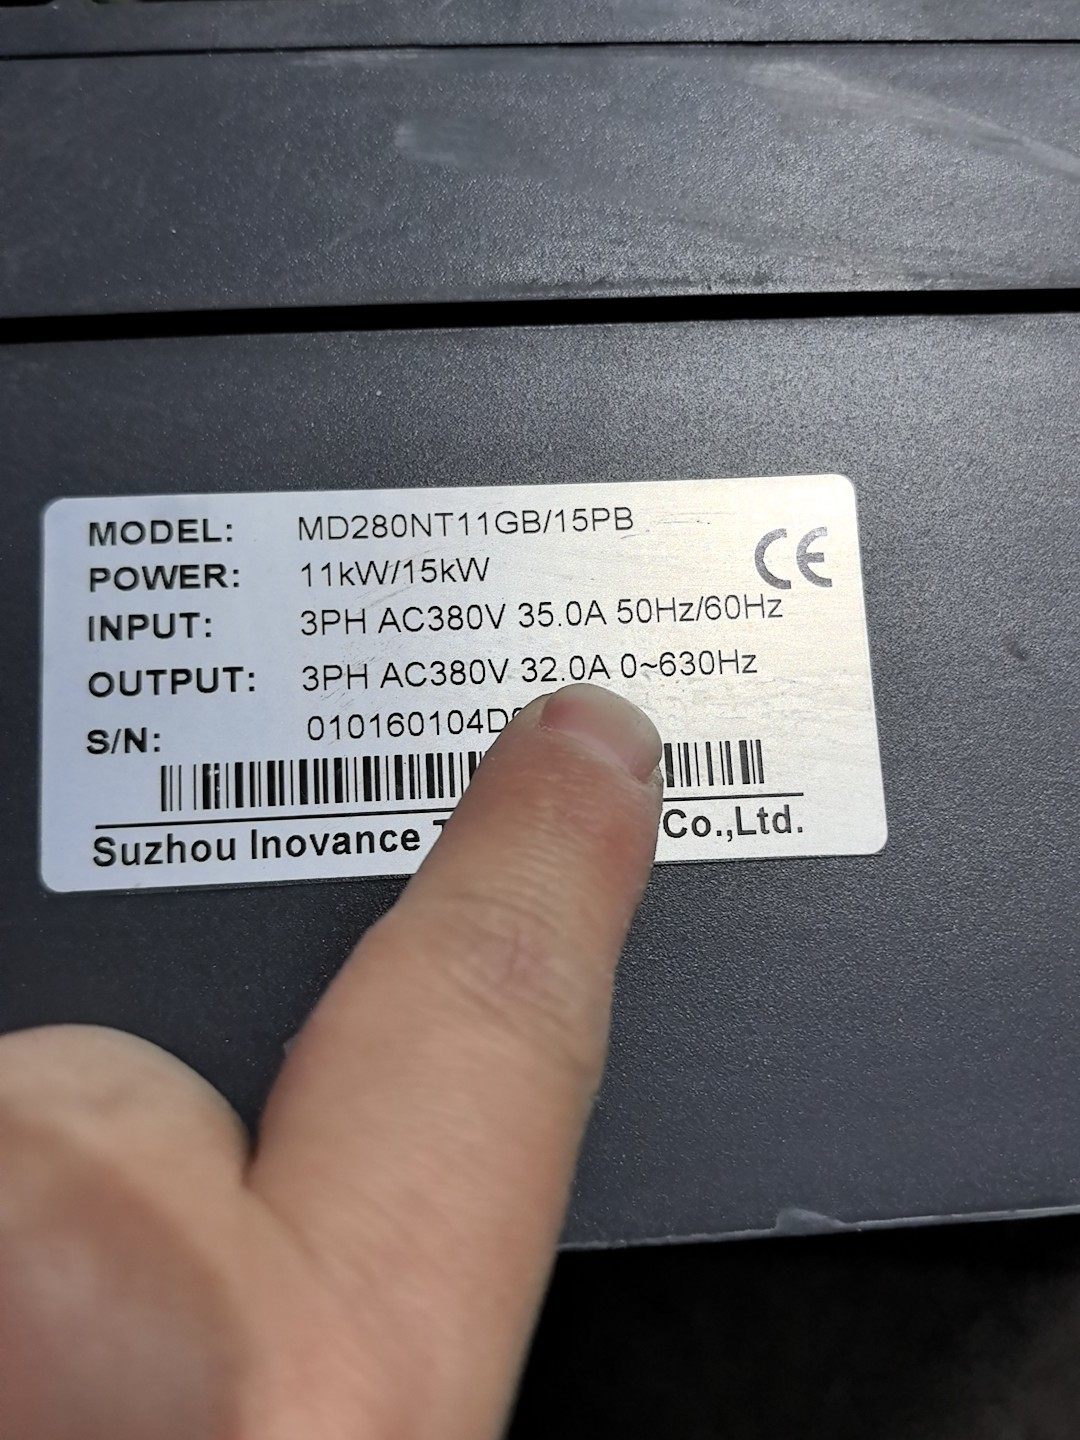 MODEL: MD280NT11GB/15PB
POWER: 11kW/15kW
CE
INPUT: 3PH AC380V 35.0A 50Hz/60Hz
OUTPUT: 3PH AC380V 32.0A 0~630Hz
S/N: 010160104D
Suzhou Inovance Co.,Ltd.